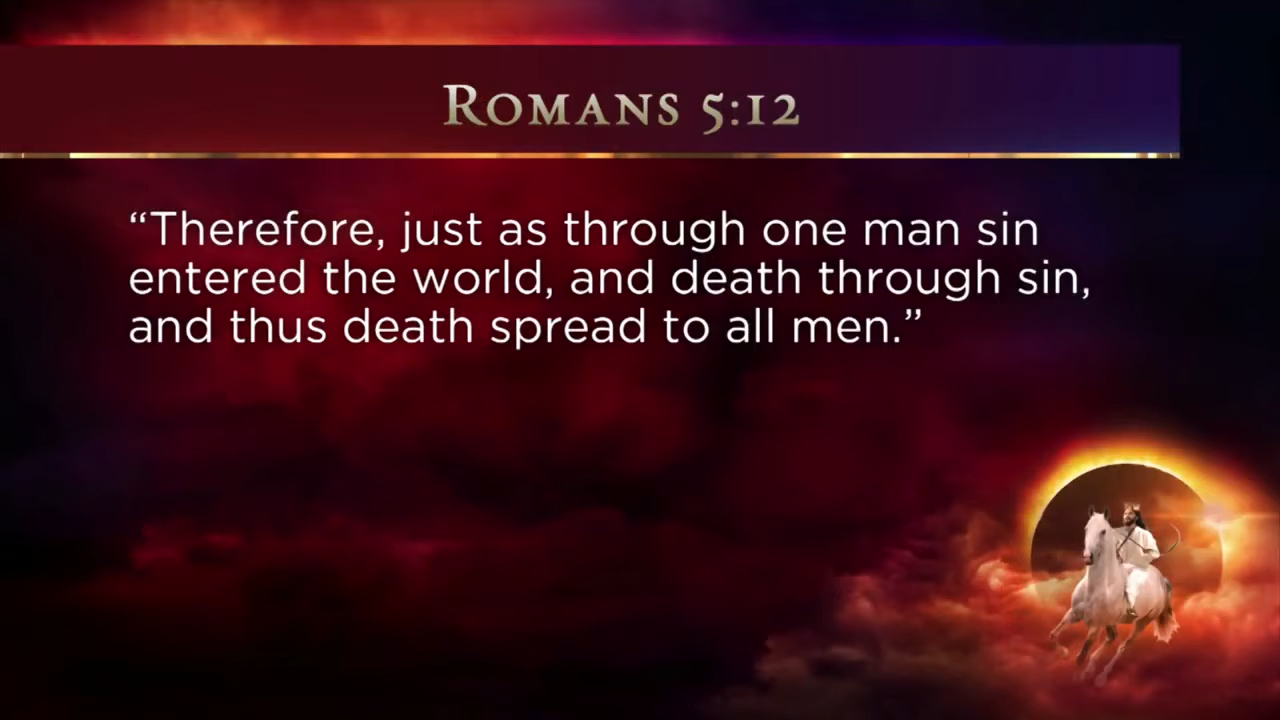 Romans 5:12
“Therefore, just as through one man sin
entered the world, and death through sin,
and thus death spread to all men.”